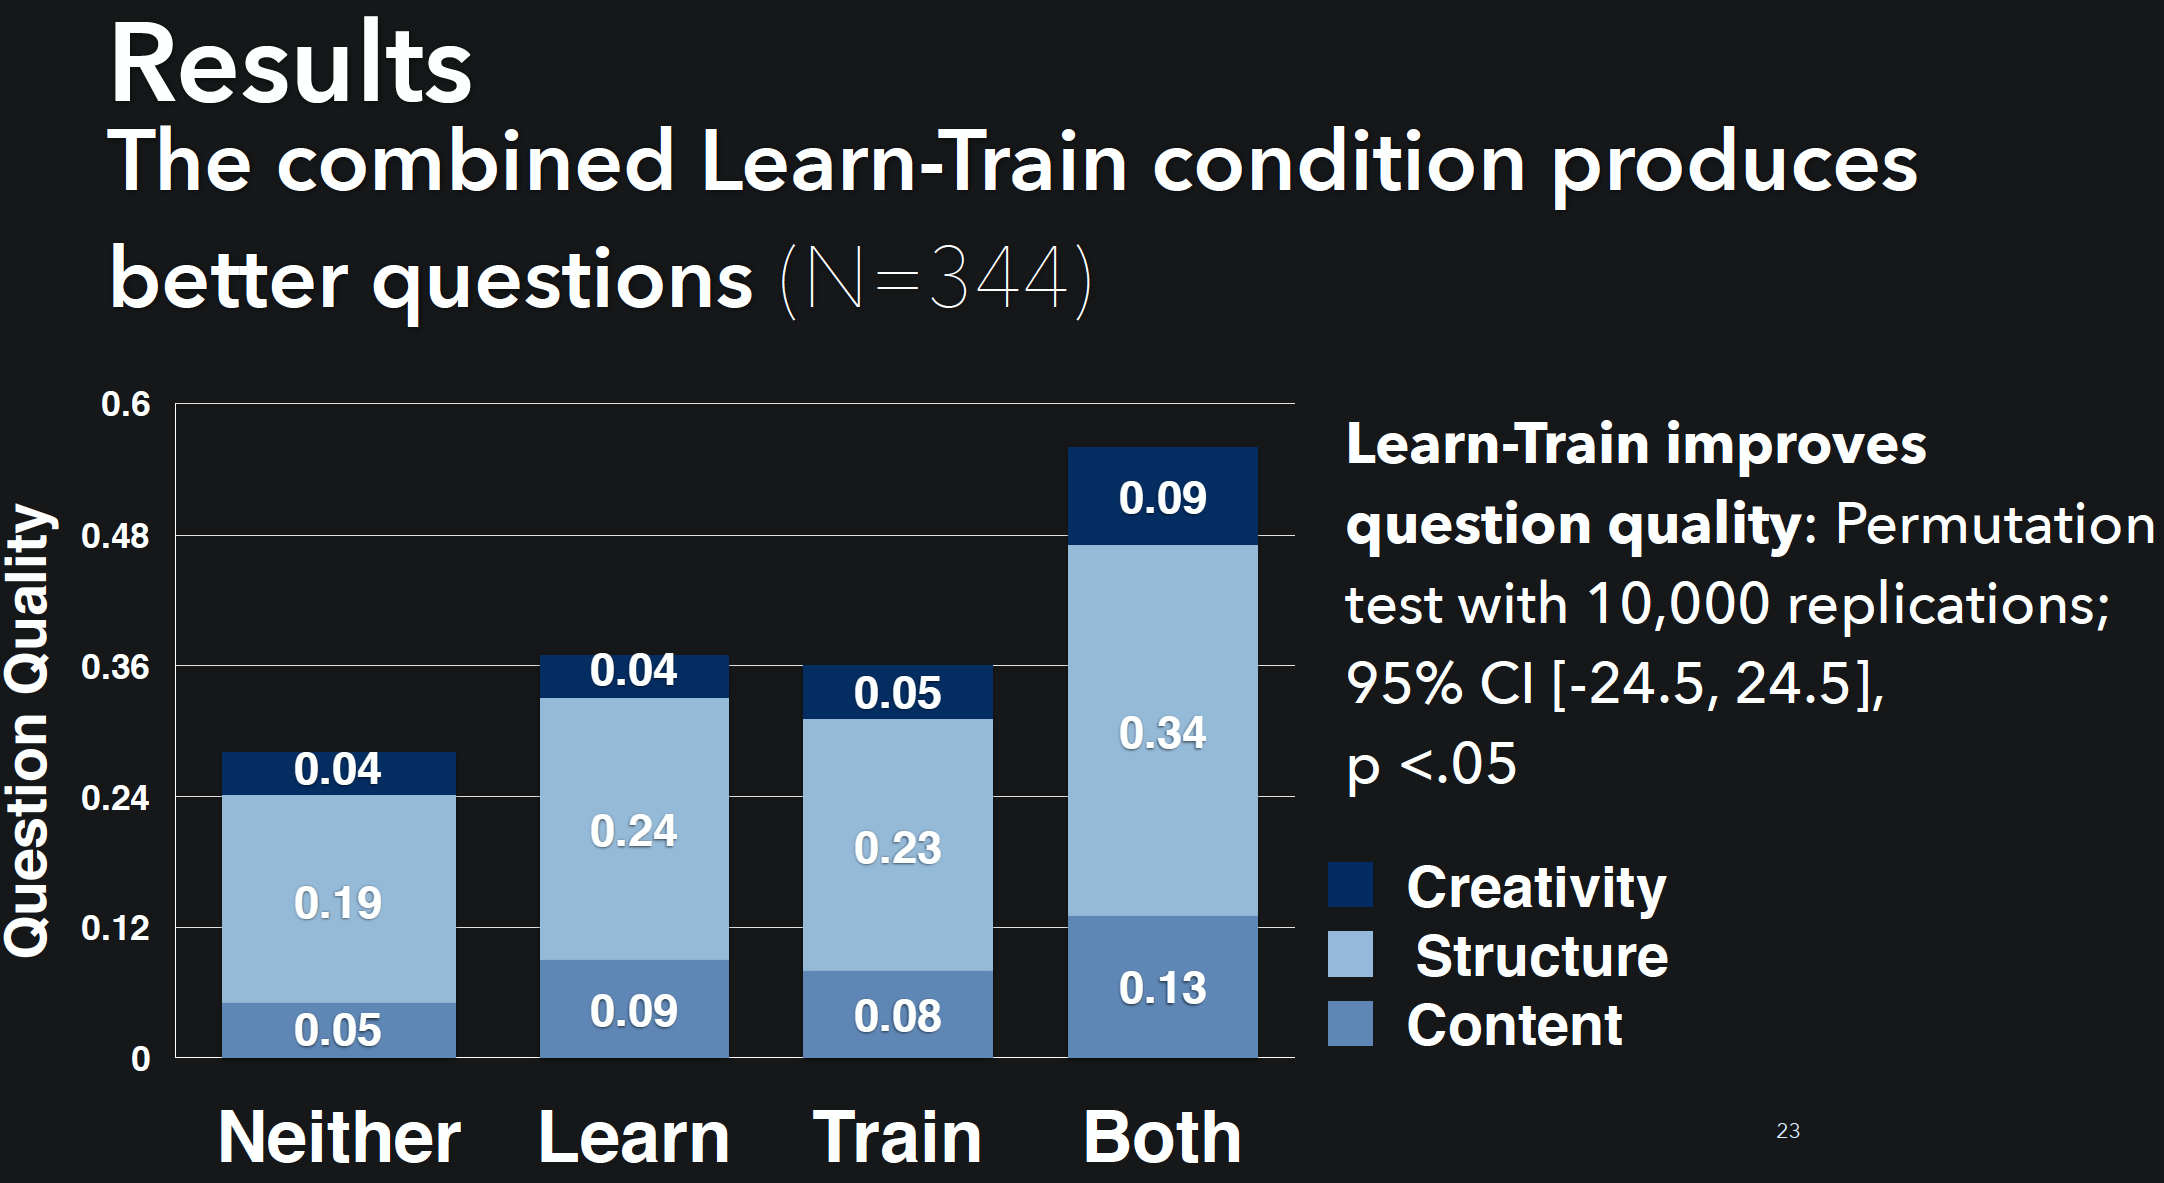 Results
The combined Learn-Train condition produces
better questions (N=344)
Question Quality
0.6
0.48
0.36
0.24
0.12
0
0.04
0.19
0.05
0.04
0.24
0.09
0.05
0.23
0.08
0.09
0.34
0.13
Neither
Learn
Train
Both
Learn-Train improves
question quality: Permutation
test with 10,000 replications;
95% CI [-24.5, 24.5],
p <.05
Creativity
Structure
Content
23